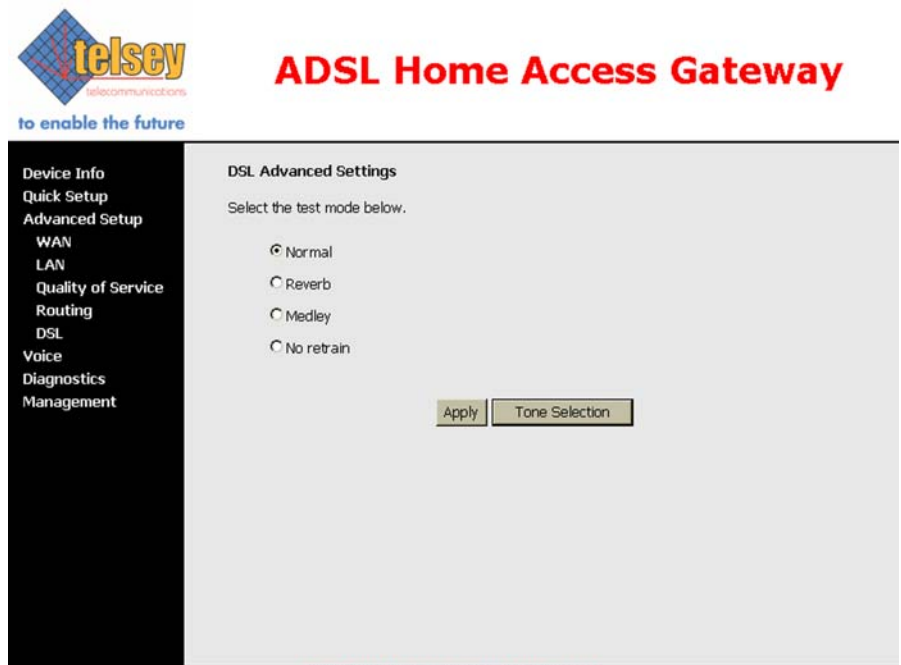 telsey
telecommunications
to enable the future
ADSL Home Access Gateway
Device Info
Quick Setup
Advanced Setup
WAN
LAN
Quality of Service
Routing
DSL
Voice
Diagnostics
Management
DSL Advanced Settings
Select the test mode below.
Normal
Reverb
Medley
No retrain
Apply Tone Selection